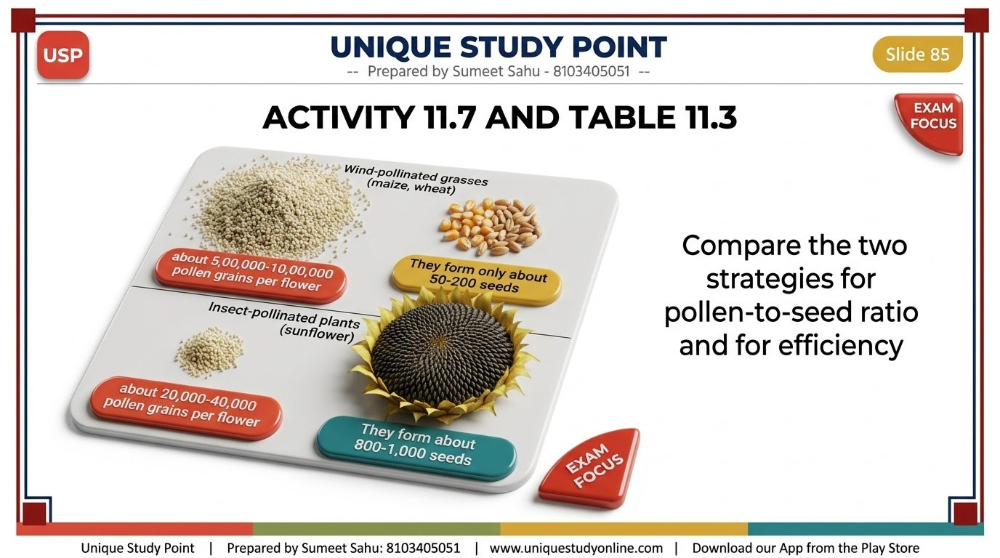 USP
UNIQUE STUDY POINT
-- Prepared by Sumeet Sahu - 8103405051 --
Slide 85
ACTIVITY 11.7 AND TABLE 11.3
EXAM
FOCUS
Wind-pollinated grasses
(maize, wheat)
about 5,00,000-10,00,000
pollen grains per flower
They form only about
50-200 seeds
Insect-pollinated plants
(sunflower)
about 20,000-40,000
pollen grains per flower
They form about
800-1,000 seeds
Compare the two
strategies for
pollen-to-seed ratio
and for efficiency
EXAM
FOCUS
Unique Study Point | Prepared by Sumeet Sahu: 8103405051 | www.uniquestudyonline.com | Download our App from the Play Store